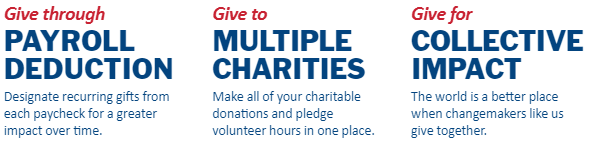 Give through
PAYROLL
DEDUCTION
Designate recurring gifts from
each paycheck for a greater
impact over time.
Give to
MULTIPLE
CHARITIES
Make all of your charitable
donations and pledge
volunteer hours in one place.
Give for
COLLECTIVE
IMPACT
The world is a better place
when changemakers like us
give together.